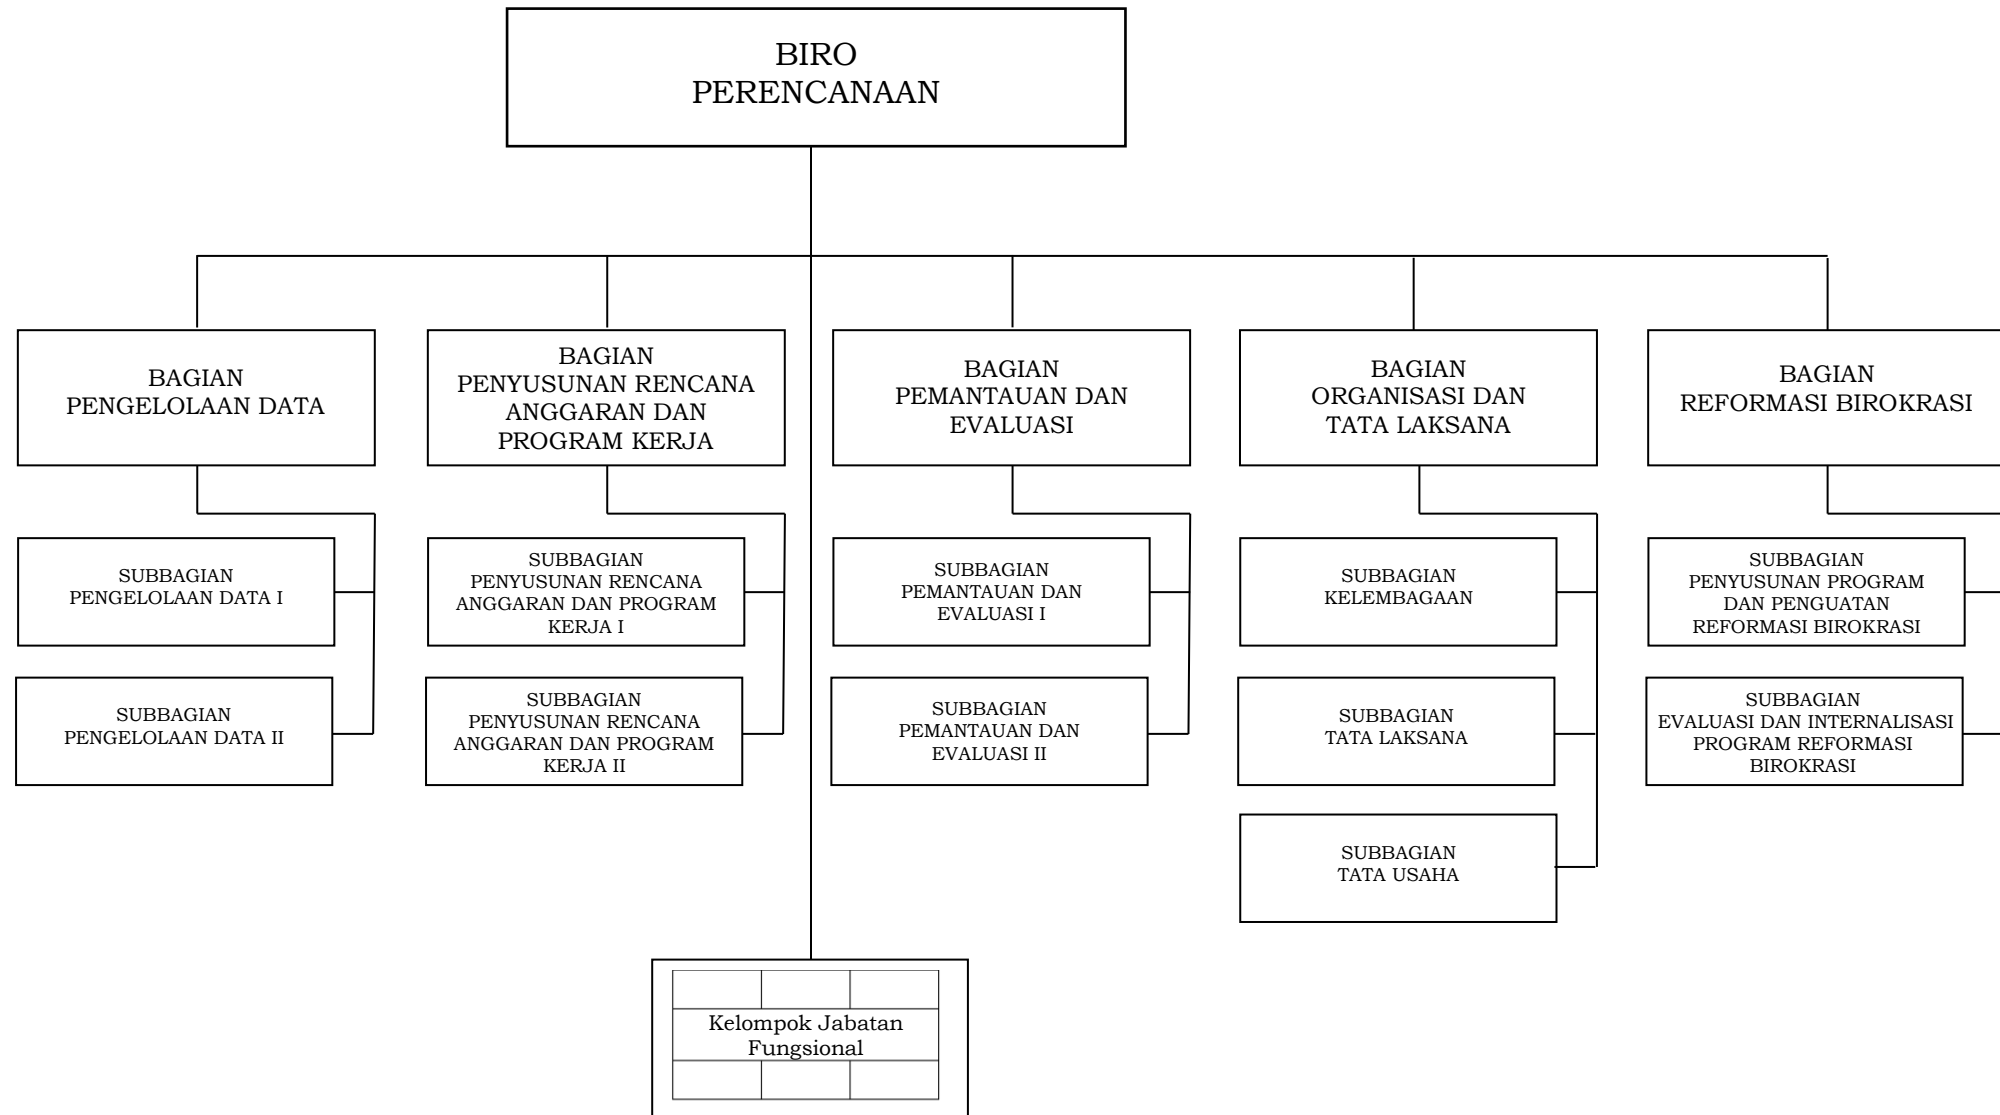 BIRO
PERENCANAAN
BAGIAN
PENGELOLAAN DATA
BAGIAN
PENYUSUNAN RENCANA
ANGGARAN DAN
PROGRAM KERJA
BAGIAN
PEMANTAUAN DAN
EVALUASI
BAGIAN
ORGANISASI DAN
TATA LAKSANA
BAGIAN
REFORMASI BIROKRASI
SUBBAGIAN
PENGELOLAAN DATA I
SUBBAGIAN
PENYUSUNAN RENCANA
ANGGARAN DAN PROGRAM
KERJA I
SUBBAGIAN
PEMANTAUAN DAN
EVALUASI I
SUBBAGIAN
KELEMBAGAAN
SUBBAGIAN
PENYUSUNAN PROGRAM
DAN PENGUATAN
REFORMASI BIROKRASI
SUBBAGIAN
PENGELOLAAN DATA II
SUBBAGIAN
PENYUSUNAN RENCANA
ANGGARAN DAN PROGRAM
KERJA II
SUBBAGIAN
PEMANTAUAN DAN
EVALUASI II
SUBBAGIAN
TATA LAKSANA
SUBBAGIAN
EVALUASI DAN INTERNALISASI
PROGRAM REFORMASI
BIROKRASI
SUBBAGIAN
TATA USAHA
Kelompok Jabatan
Fungsional